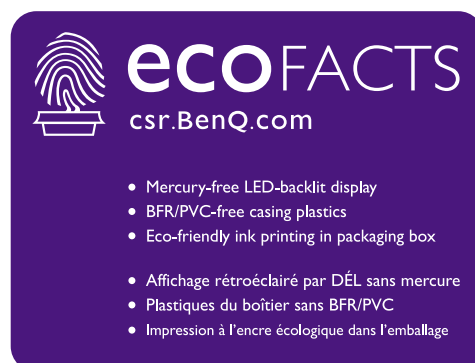 ecoFACTS
csr.BenQ.com
• Mercury-free LED-backlit display
• BFR/PVC-free casing plastics
• Eco-friendly ink printing in packaging box
• Affichage rétroéclairé par DÉL sans mercure
• Plastiques du boîtier sans BFR/PVC
• Impression à l'encre écologique dans l'emballage